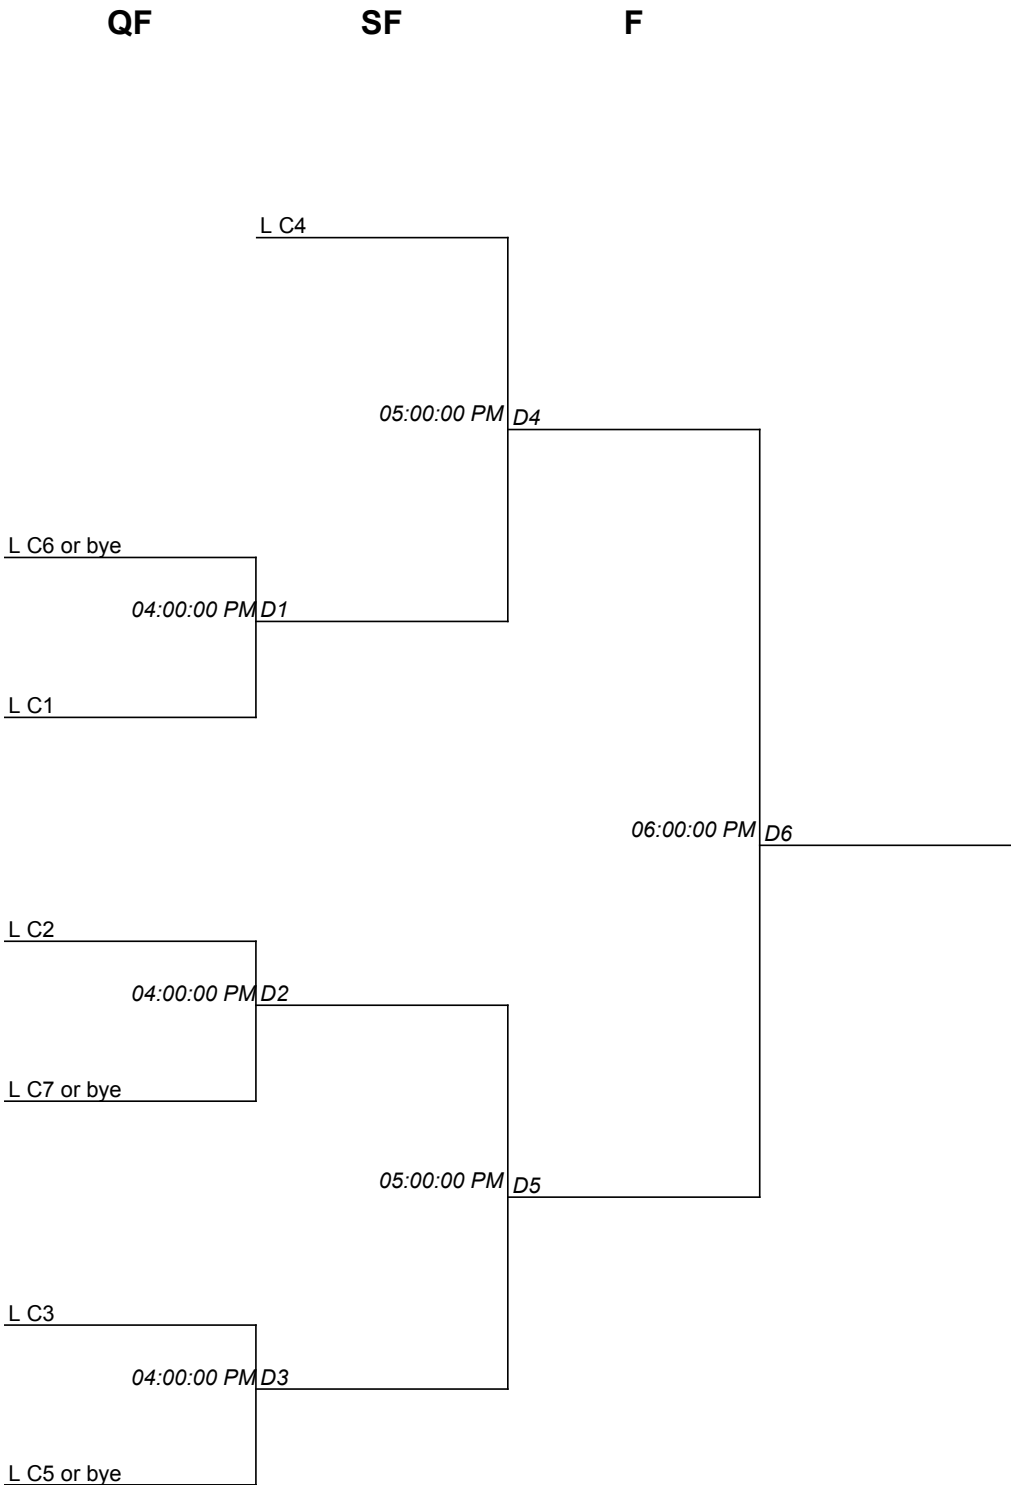 QF SF F
L C4
05:00:00 PM D4
L C6 or bye
04:00:00 PM D1
L C1
06:00:00 PM D6
L C2
04:00:00 PM D2
L C7 or bye
05:00:00 PM D5
L C3
04:00:00 PM D3
L C5 or bye